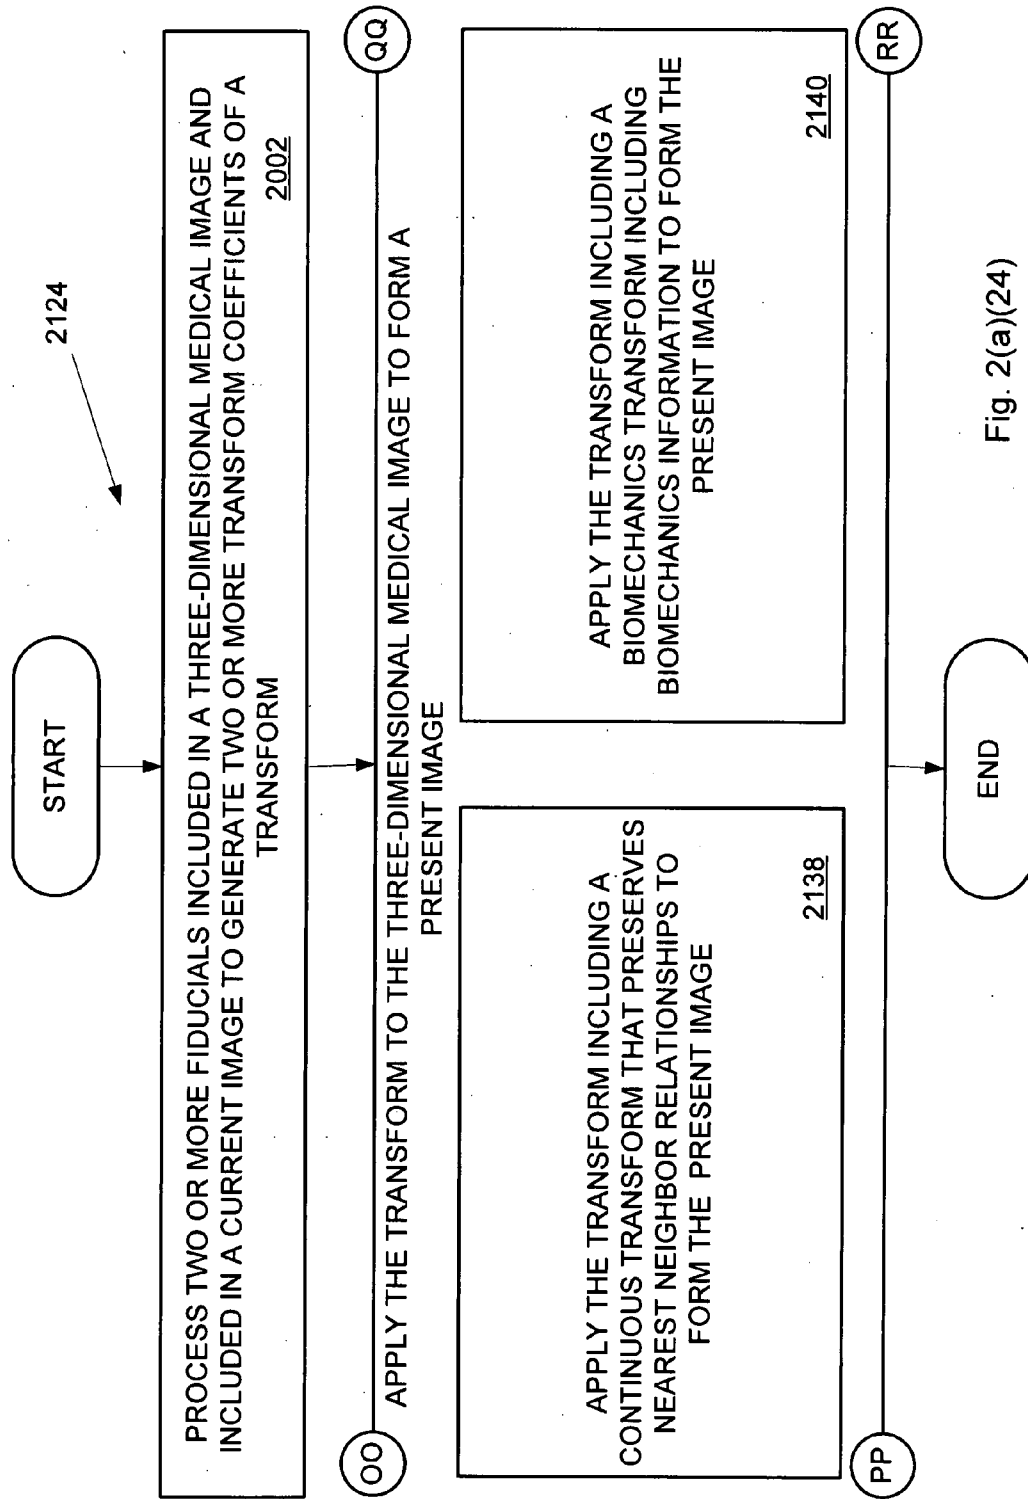 2124
START
PROCESS TWO OR MORE FIDUCIALS INCLUDED IN A THREE-DIMENSIONAL MEDICAL IMAGE AND
INCLUDED IN A CURRENT IMAGE TO GENERATE TWO OR MORE TRANSFORM COEFFICIENTS OF A
TRANSFORM
2002
OO
QQ
APPLY THE TRANSFORM TO THE THREE-DIMENSIONAL MEDICAL IMAGE TO FORM A
PRESENT IMAGE
APPLY THE TRANSFORM INCLUDING A
CONTINUOUS TRANSFORM THAT PRESERVES
NEAREST NEIGHBOR RELATIONSHIPS TO
FORM THE PRESENT IMAGE
2138
APPLY THE TRANSFORM INCLUDING A
BIOMECHANICS TRANSFORM INCLUDING
BIOMECHANICS INFORMATION TO FORM THE
PRESENT IMAGE
2140
PP
RR
END
Fig. 2(a)(24)